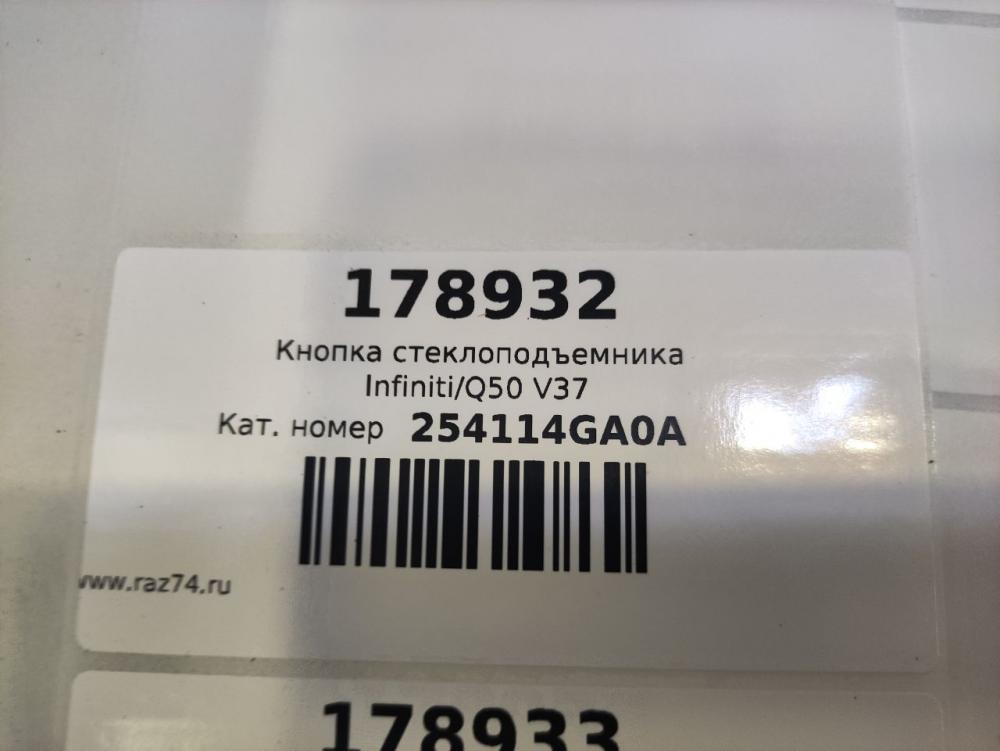 178932
Кнопка стеклоподъемника
Infiniti/Q50 V37
Кат. номер 254114GA0A
www.raz74.ru
178933